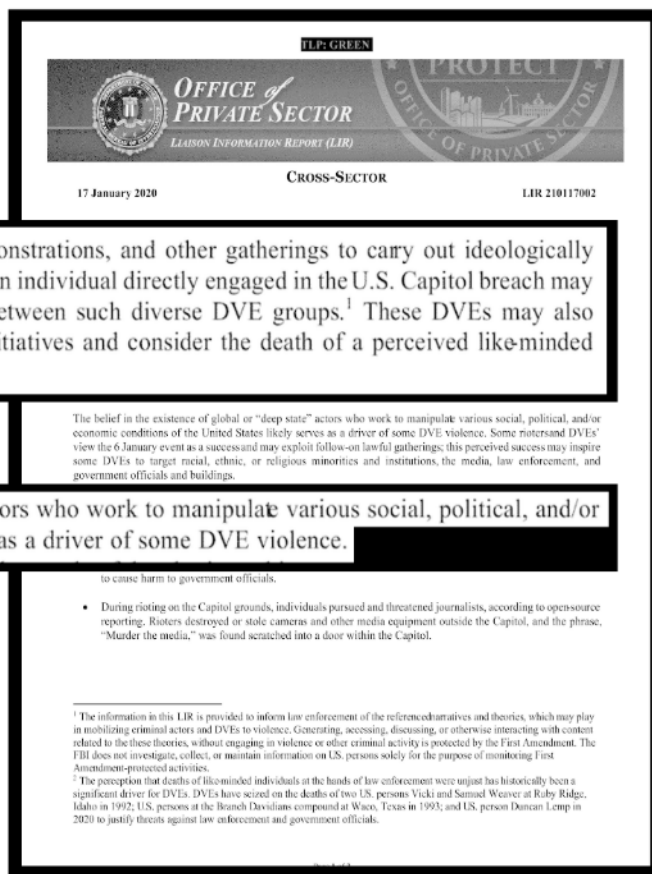 TLP: GREEN
PROTECT
OFFICE of
PRIVATE SECTOR
LIAISON INFORMATION REPORT (LIR)
OFFICE OF PRIVATE SECTOR
CROSS-SECTOR
17 January 2020
LIR 210117002
onstrations, and other gatherings to carry out ideologically
n individual directly engaged in the U.S. Capitol breach may
etween such diverse DVE groups.1 These DVEs may also
itiatives and consider the death of a perceived like-minded
The belief in the existence of global or “deep state” actors who work to manipulate various social, political, and/or
economic conditions of the United States likely serves as a driver of some DVE violence. Some riotersand DVEs’
view the 6 January event as a success and may exploit follow-on lawful gatherings; this perceived success may inspire
some DVEs to target racial, ethnic, or religious minorities and institutions, the media, law enforcement, and
government officials and buildings.
ors who work to manipulate various social, political, and/or
as a driver of some DVE violence.
to cause harm to government officials.
• During rioting on the Capitol grounds, individuals pursued and threatened journalists, according to open-source
reporting. Rioters destroyed or stole cameras and other media equipment outside the Capitol, and the phrase,
“Murder the media,” was found scratched into a door within the Capitol.
1 The information in this LIR is provided to inform law enforcement of the referencednarratives and theories, which may play
in mobilizing criminal actors and DVEs to violence. Generating, accessing, discussing, or otherwise interacting with content
related to the these theories, without engaging in violence or other criminal activity is protected by the First Amendment. The
FBI does not investigate, collect, or maintain information on US. persons solely for the purpose of monitoring First
Amendment-protected activities.
2 The perception that deaths of like-minded individuals at the hands of law enforcement were unjust has historically been a
significant driver for DVEs. DVEs have seized on the deaths of two US. persons Vicki and Samuel Weaver at Ruby Ridge,
Idaho in 1992; U.S. persons at the Branch Davidians compound at Waco, Texas in 1993; and US. person Duncan Lemp in
2020 to justify threats against law enforcement and government officials.